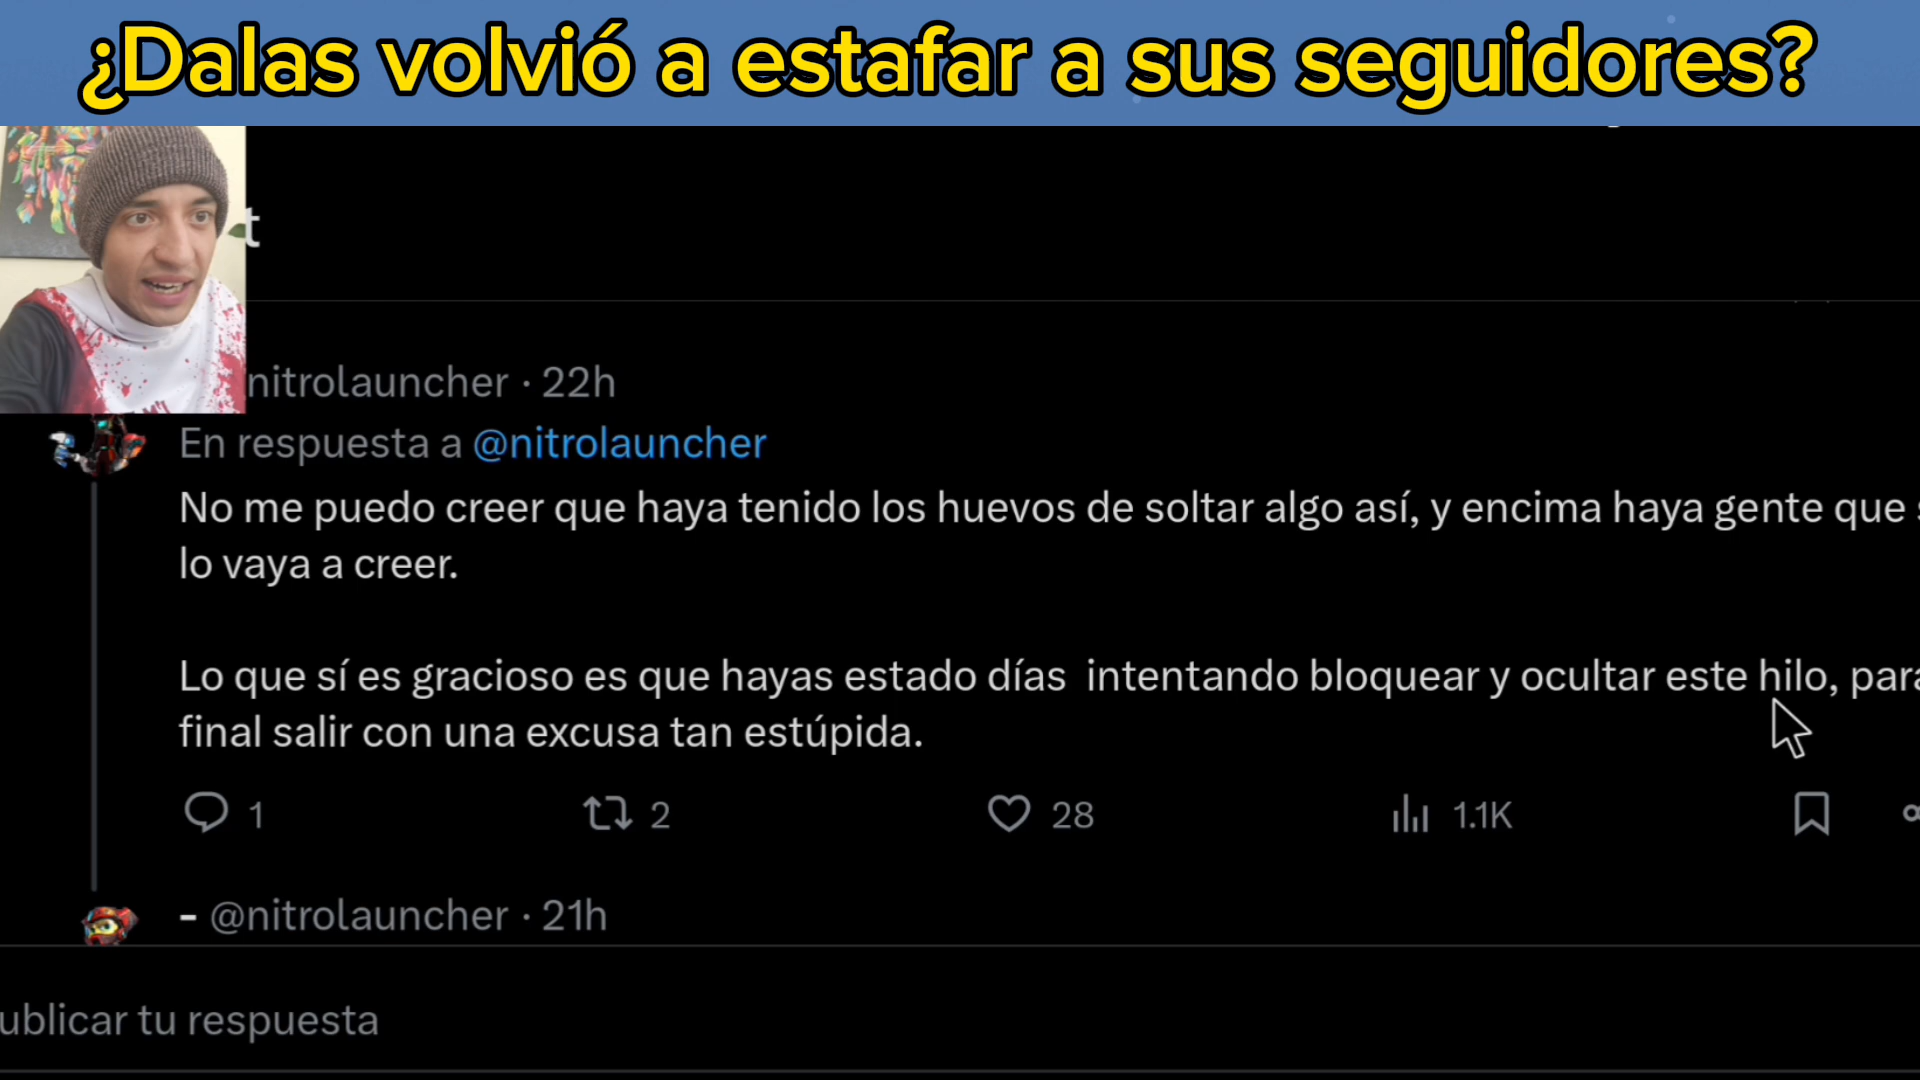 ¿Dalas volvió a estafar a sus seguidores?
t
nitrolauncher · 22h
En respuesta a @nitrolauncher
No me puedo creer que haya tenido los huevos de soltar algo así, y encima haya gente que s
lo vaya a creer.
Lo que sí es gracioso es que hayas estado días intentando bloquear y ocultar este hilo, para
final salir con una excusa tan estúpida.
1 2 28 1.1K
- @nitrolauncher · 21h
ublicar tu respuesta